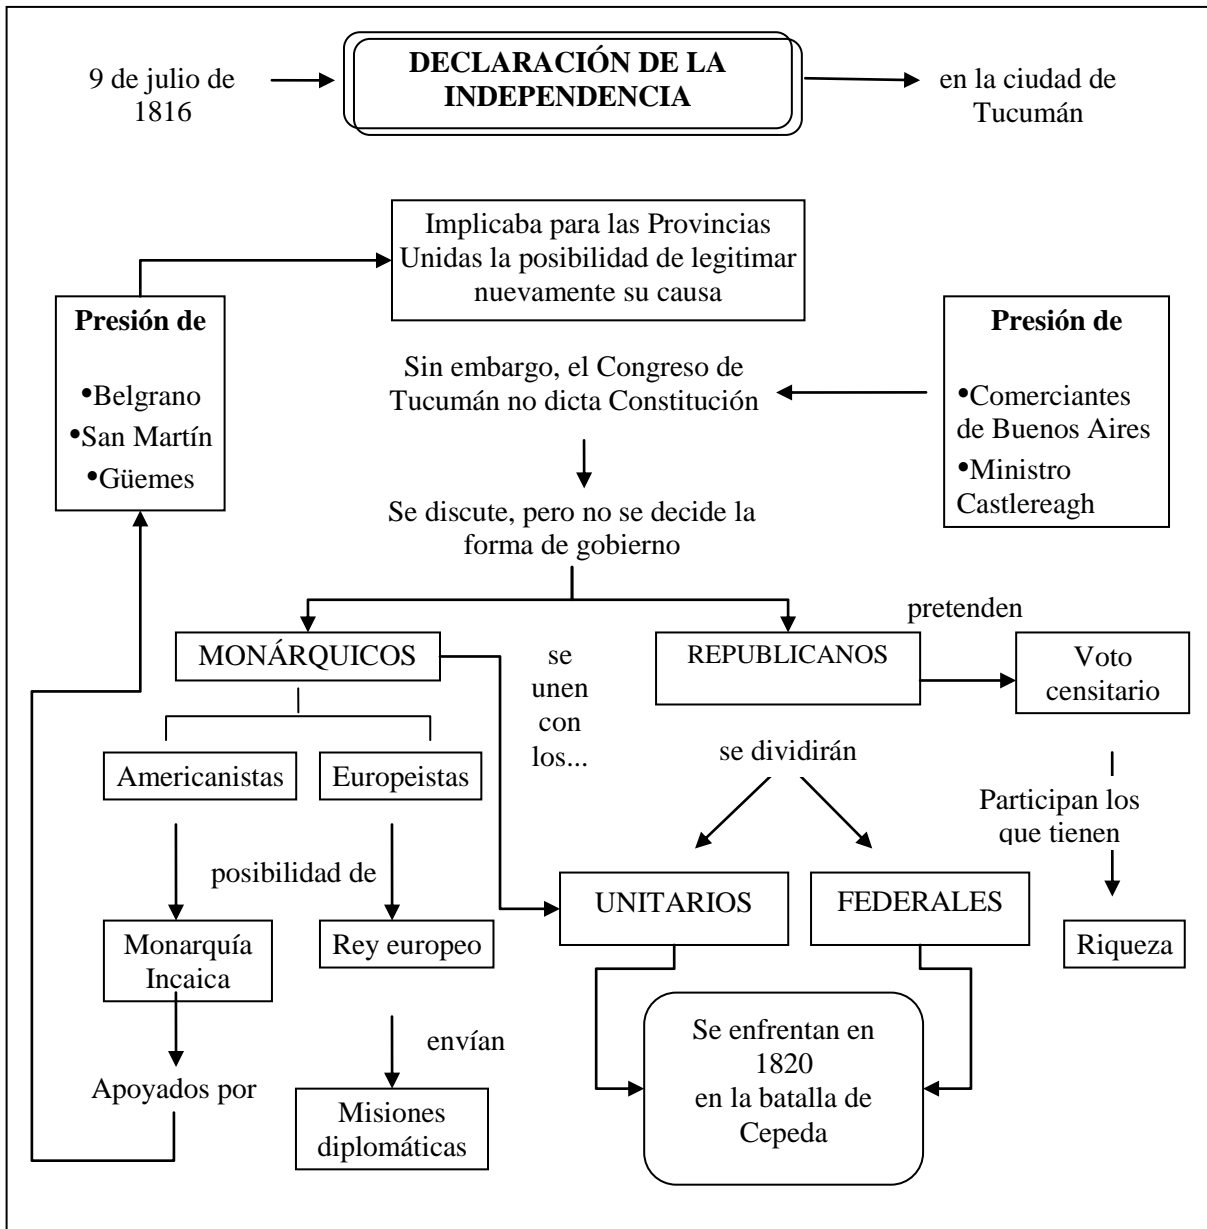 9 de julio de
1816
DECLARACIÓN DE LA
INDEPENDENCIA
en la ciudad de
Tucumán
Implicaba para las Provincias
Unidas la posibilidad de legitimar
nuevamente su causa
Presión de
•Belgrano
•San Martín
•Güemes
Presión de
•Comerciantes
de Buenos Aires
•Ministro
Castlereagh
Sin embargo, el Congreso de
Tucumán no dicta Constitución
Se discute, pero no se decide la
forma de gobierno
MONÁRQUICOS
se
unen
con
los...
REPUBLICANOS
pretenden
Voto
censitario
Americanistas
Europeistas
se dividirán
Participan los
que tienen
posibilidad de
UNITARIOS
FEDERALES
Monarquía
Incaica
Rey europeo
Riqueza
Apoyados por
envían
Misiones
diplomáticas
Se enfrentan en
1820
en la batalla de
Cepeda